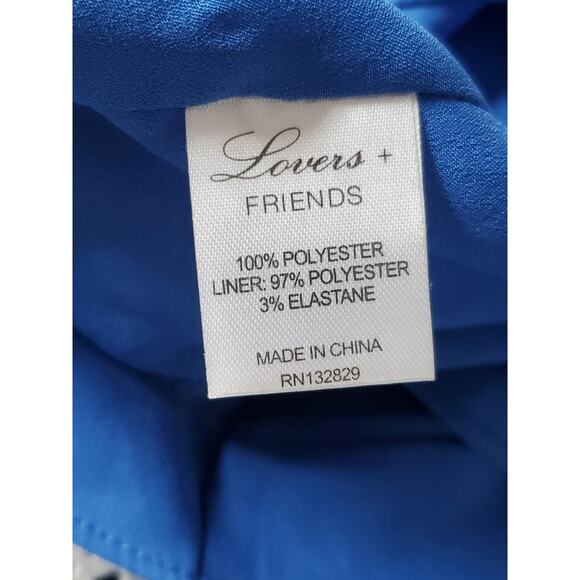 Lovers +
FRIENDS
100% POLYESTER
LINER: 97% POLYESTER
3% ELASTANE
MADE IN CHINA
RN132829